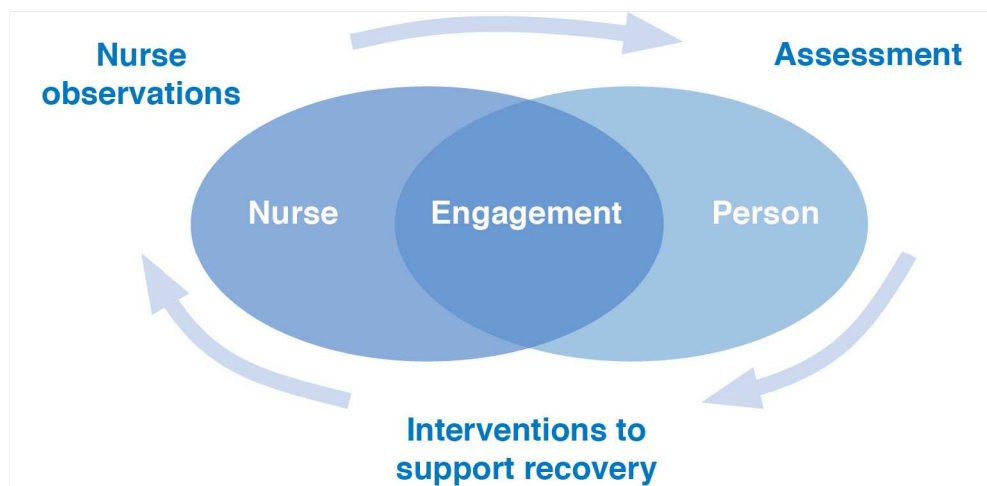 Nurse
observations
Assessment
Nurse
Engagement
Person
Interventions to
support recovery